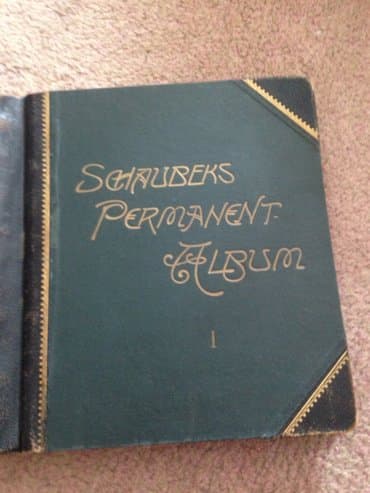 SCHAUBEKS
PERMANENT-
ALBUM
I